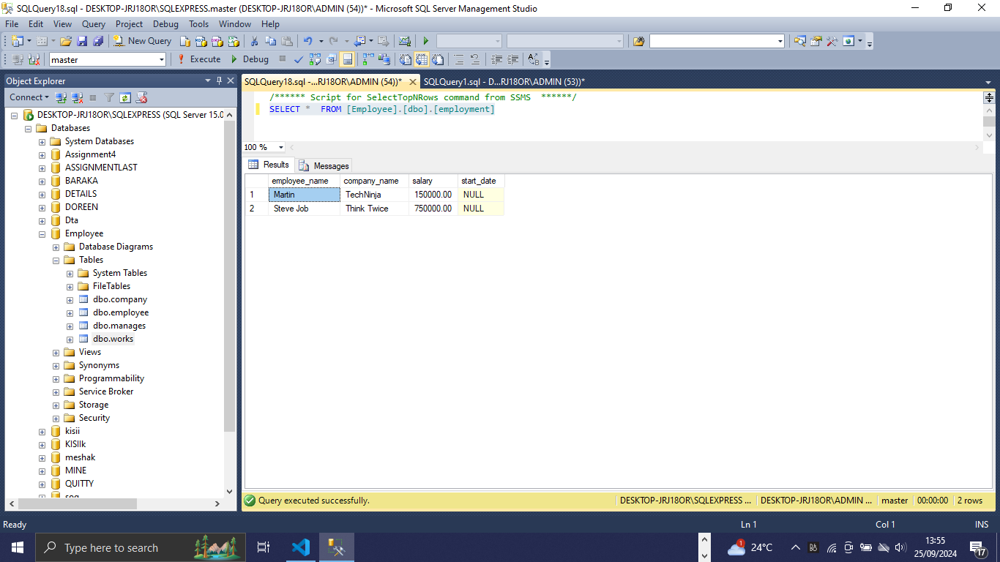 SQLQuery18.sql - DESKTOP-JRJ18OR\SQLEXPRESS.master (DESKTOP-JRJ18OR\ADMIN (54))* - Microsoft SQL Server Management Studio
File Edit View Query Project Debug Tools Window Help
New Query
master Execute Debug
Object Explorer
Connect
DESKTOP-JRJ18OR\SQLEXPRESS (SQL Server 15.0
Databases
System Databases
Assignment4
ASSIGNMENTLAST
BARAKA
DETAILS
DOREEN
Dta
Employee
Database Diagrams
Tables
System Tables
FileTables
dbo.company
dbo.employee
dbo.manages
dbo.works
Views
Synonyms
Programmability
Service Broker
Storage
Security
kisii
KISIIk
meshak
MINE
QUITTY
SQLQuery18.sql -...RJ18OR\ADMIN (54))* SQLQuery1.sql - D...RJ18OR\ADMIN (53))*
/****** Script for SelectTopNRows command from SSMS  ******/
SELECT *  FROM [Employee].[dbo].[employment]
100 %
Results Messages
employee_name company_name salary start_date
1 Martin TechNinja 150000.00 NULL
2 Steve Job Think Twice 750000.00 NULL
Query executed successfully. DESKTOP-JRJ18OR\SQLEXPRESS ... DESKTOP-JRJ18OR\ADMIN ... master 00:00:00 2 rows
Ready Ln 1 Col 1 INS
Type here to search 1 24°C 13:55
25/09/2024 17